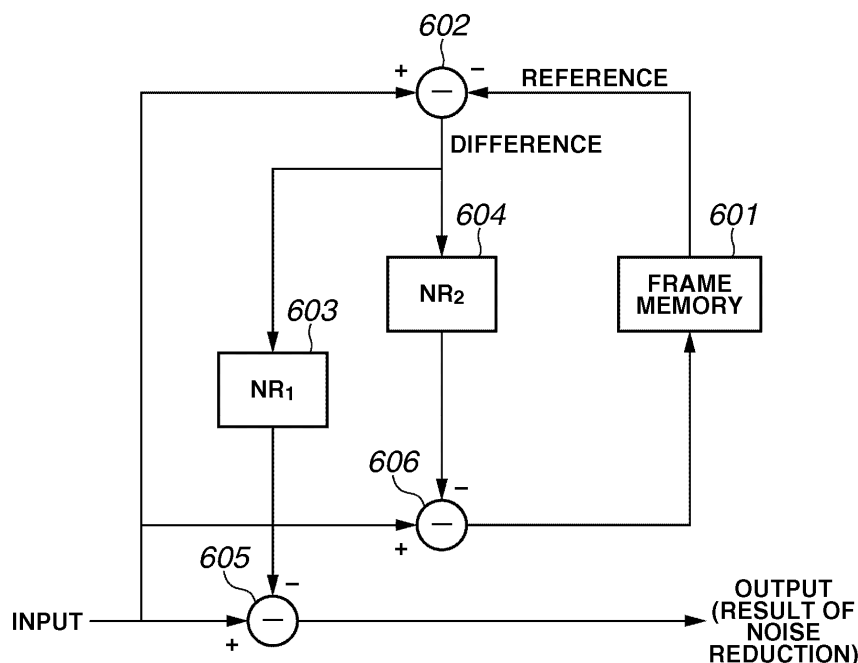 602
+
−
REFERENCE
−
DIFFERENCE
604
601
NR2
FRAME
MEMORY
603
NR1
606
−
−
+
605
−
INPUT
−
+
OUTPUT
(RESULT OF
NOISE
REDUCTION)